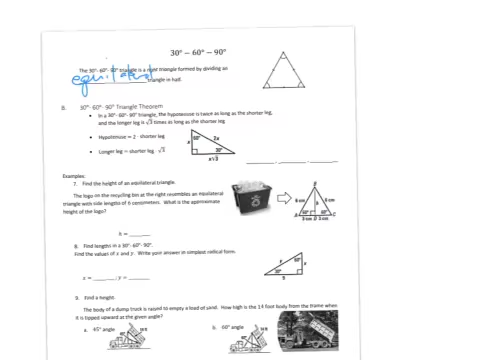 30° – 60° – 90°
The 30°- 60°- 90° triangle is a right triangle formed by dividing an
equilateral triangle in half.
B. 30°- 60°- 90° Triangle Theorem
• In a 30°- 60°- 90° triangle, the hypotenuse is twice as long as the shorter leg,
and the longer leg is √3 times as long as the shorter leg
• Hypotenuse = 2 · shorter leg
• Longer leg = shorter leg · √3
60° 2x
x
30°
x√3
Examples:
7. Find the height of an equilateral triangle.
The logo on the recycling bin at the right resembles an equilateral
triangle with side lengths of 6 centimeters. What is the approximate
height of the logo?
B
6 cm 6 cm
h
60° 60°
A D C
3 cm 3 cm
h = ______
8. Find lengths in a 30°- 60°- 90°.
Find the values of x and y. Write your answer in simplest radical form.
60°
30°
x = ______ ; y = ______
9. Find a height.
The body of a dump truck is raised to empty a load of sand. How high is the 14 foot body from the frame when
it is tipped upward at the given angle?
a. 45° angle
b. 60° angle